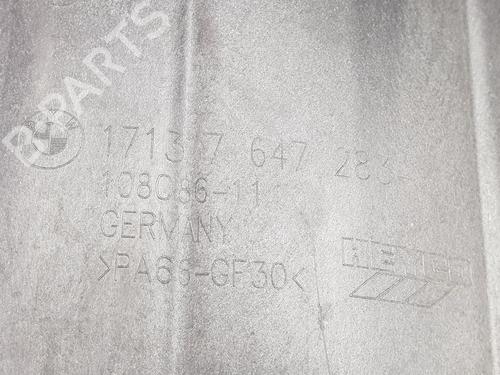 B-PARTS
1713 7 647 283-
108086-11
GERMANY
>PA66-GF30<